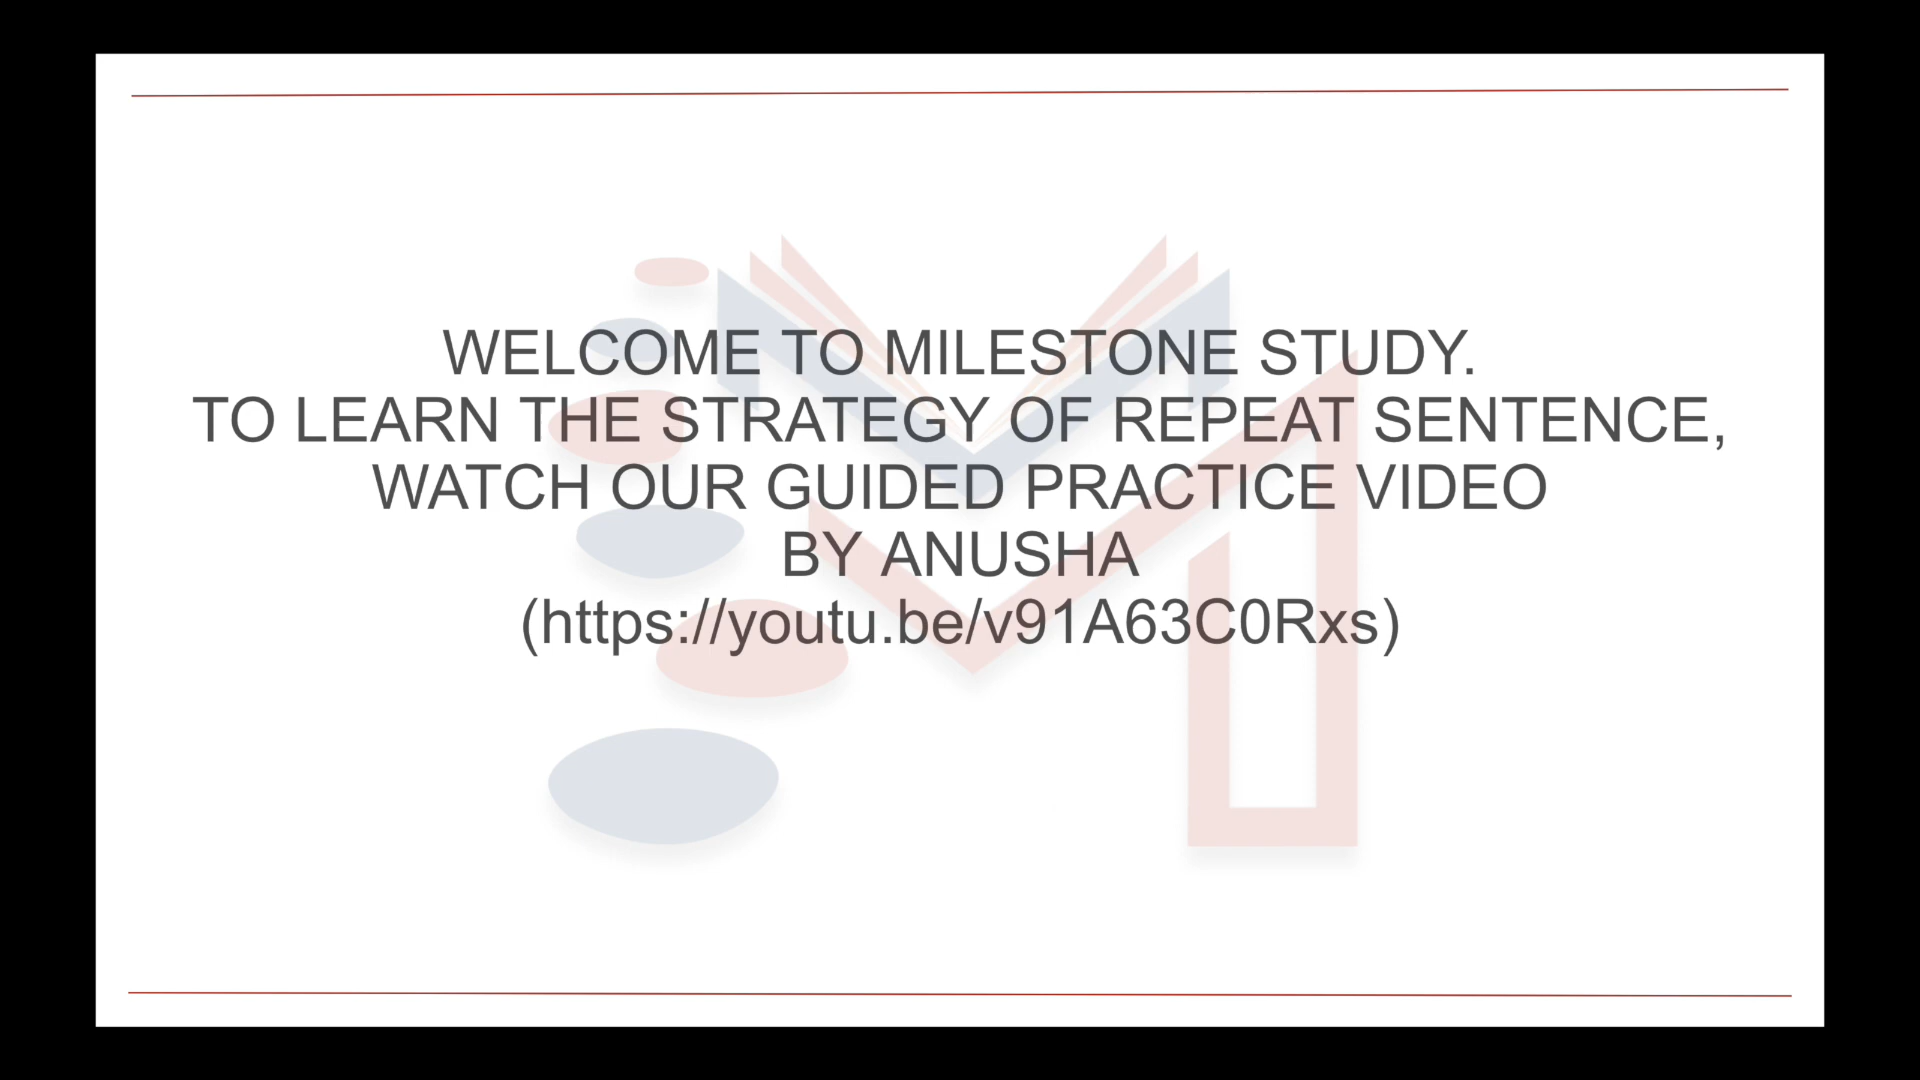 WELCOME TO MILESTONE STUDY.
TO LEARN THE STRATEGY OF REPEAT SENTENCE,
WATCH OUR GUIDED PRACTICE VIDEO
BY ANUSHA
(https://youtu.be/v91A63C0Rxs)